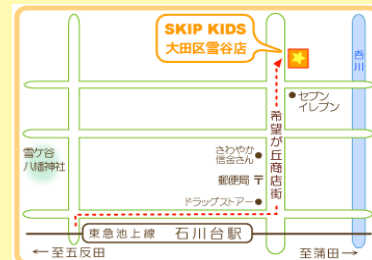 SKIP KIDS
大田区雪谷店
呑川
セブン
イレブン
希望が丘商店街
さわやか
信金さん
雪ケ谷
八幡神社
郵便局 〒
ドラッグストアー
東急池上線 石川台駅
←至五反田
至蒲田→